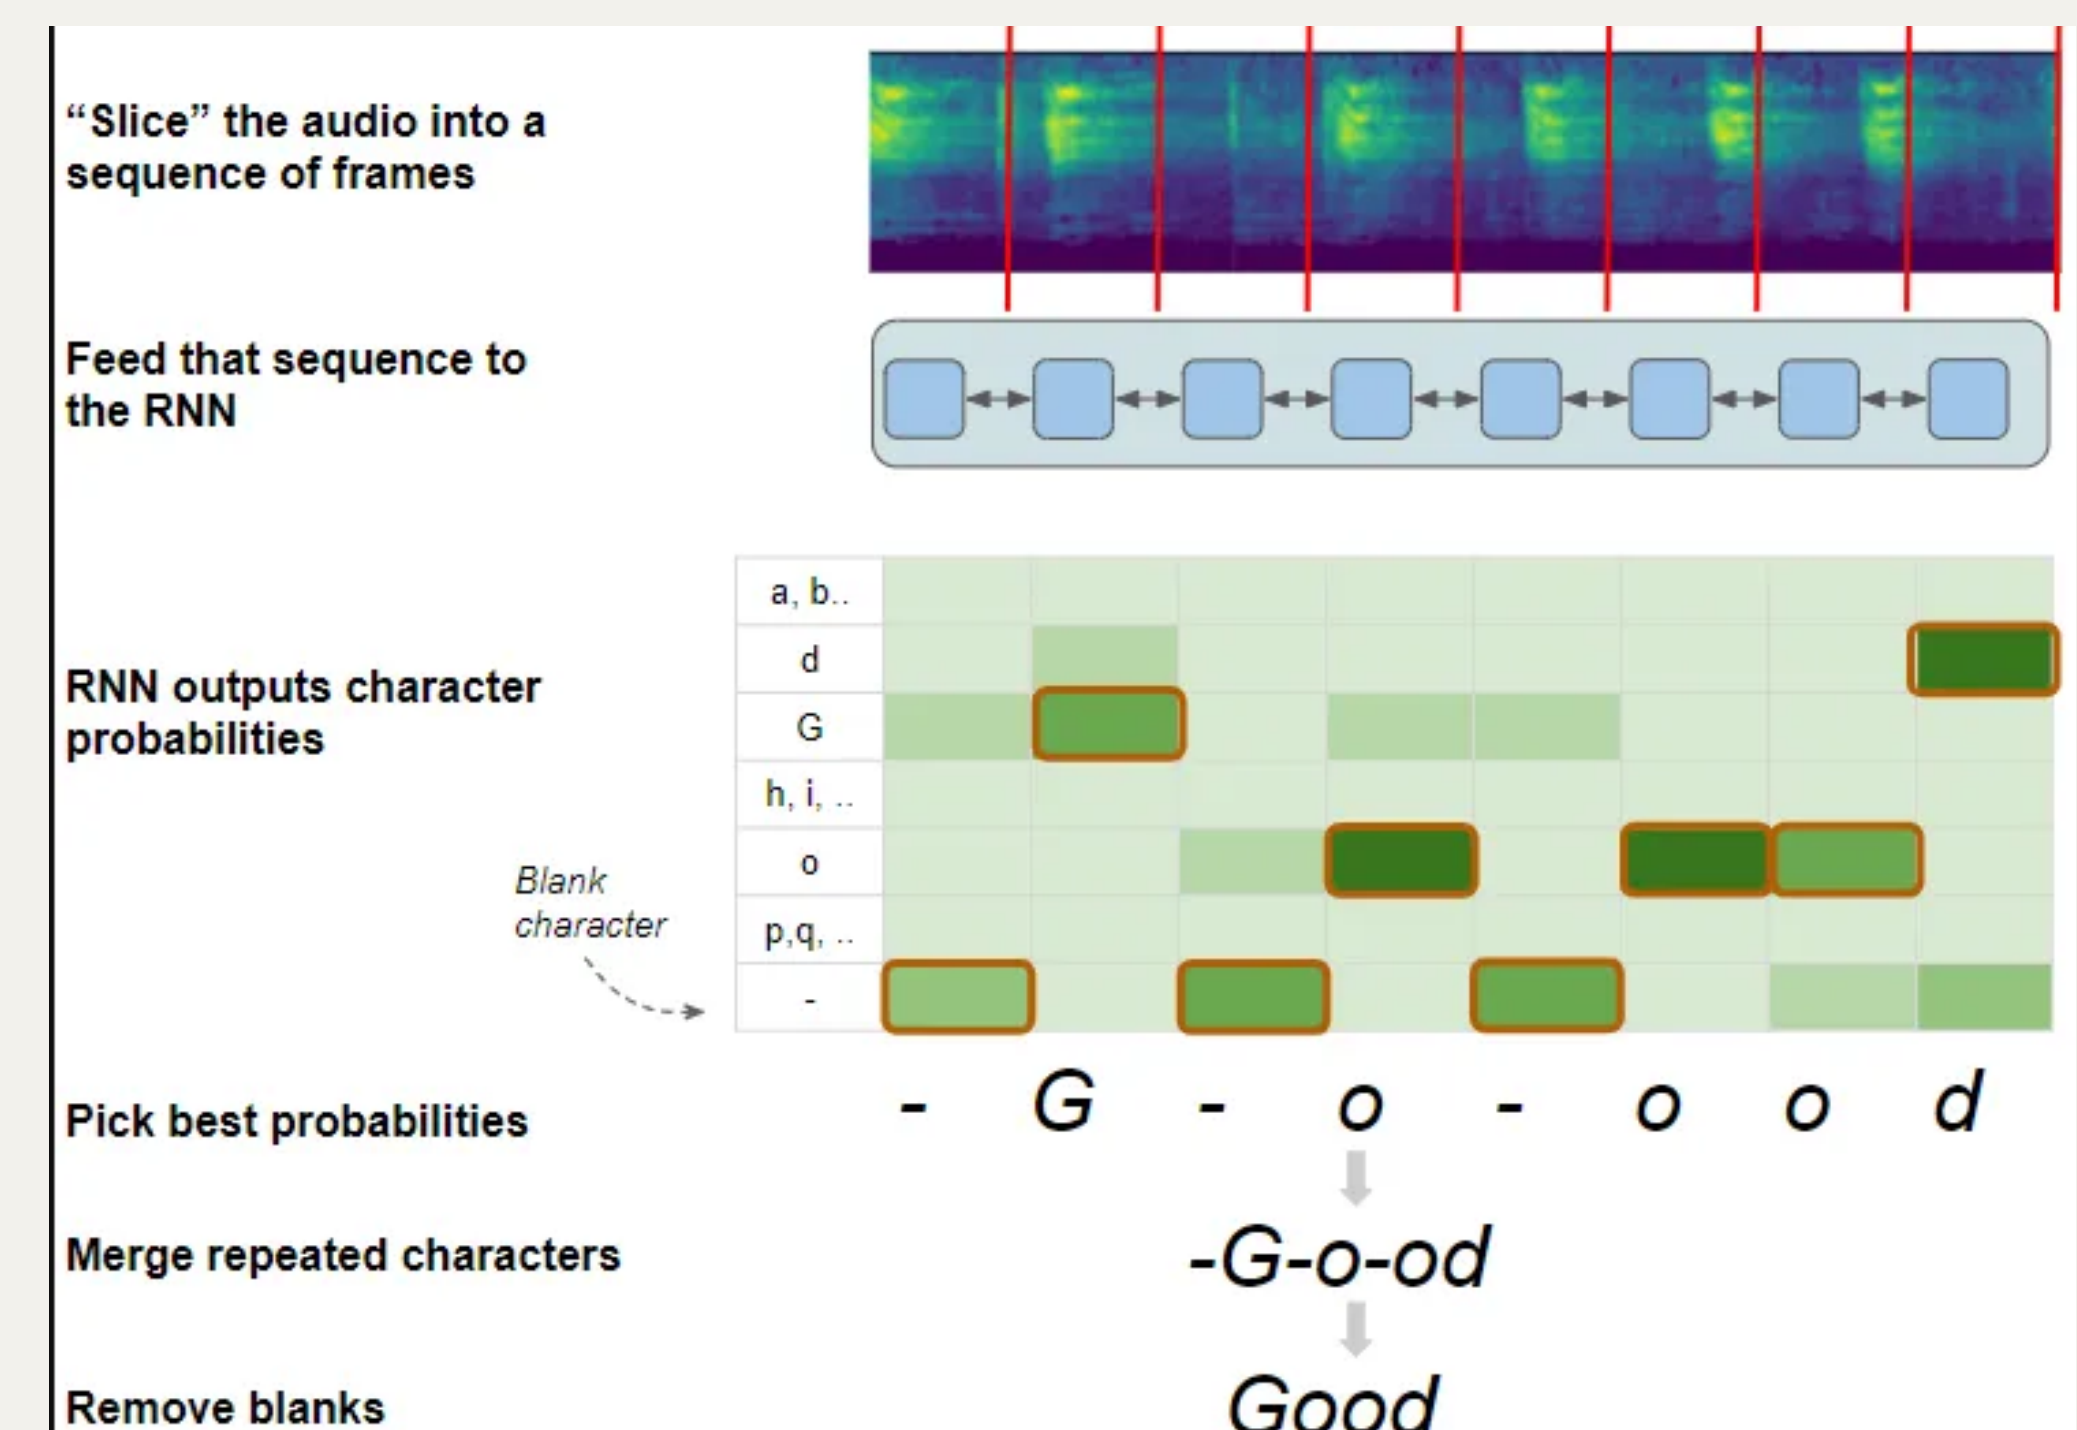 “Slice” the audio into a
sequence of frames
Feed that sequence to
the RNN
RNN outputs character
probabilities
a, b..
d
G
h, i, ..
o
p,q, ..
-
Blank
character
Pick best probabilities
- G - o - o o d
Merge repeated characters
-G-o-od
Remove blanks
Good